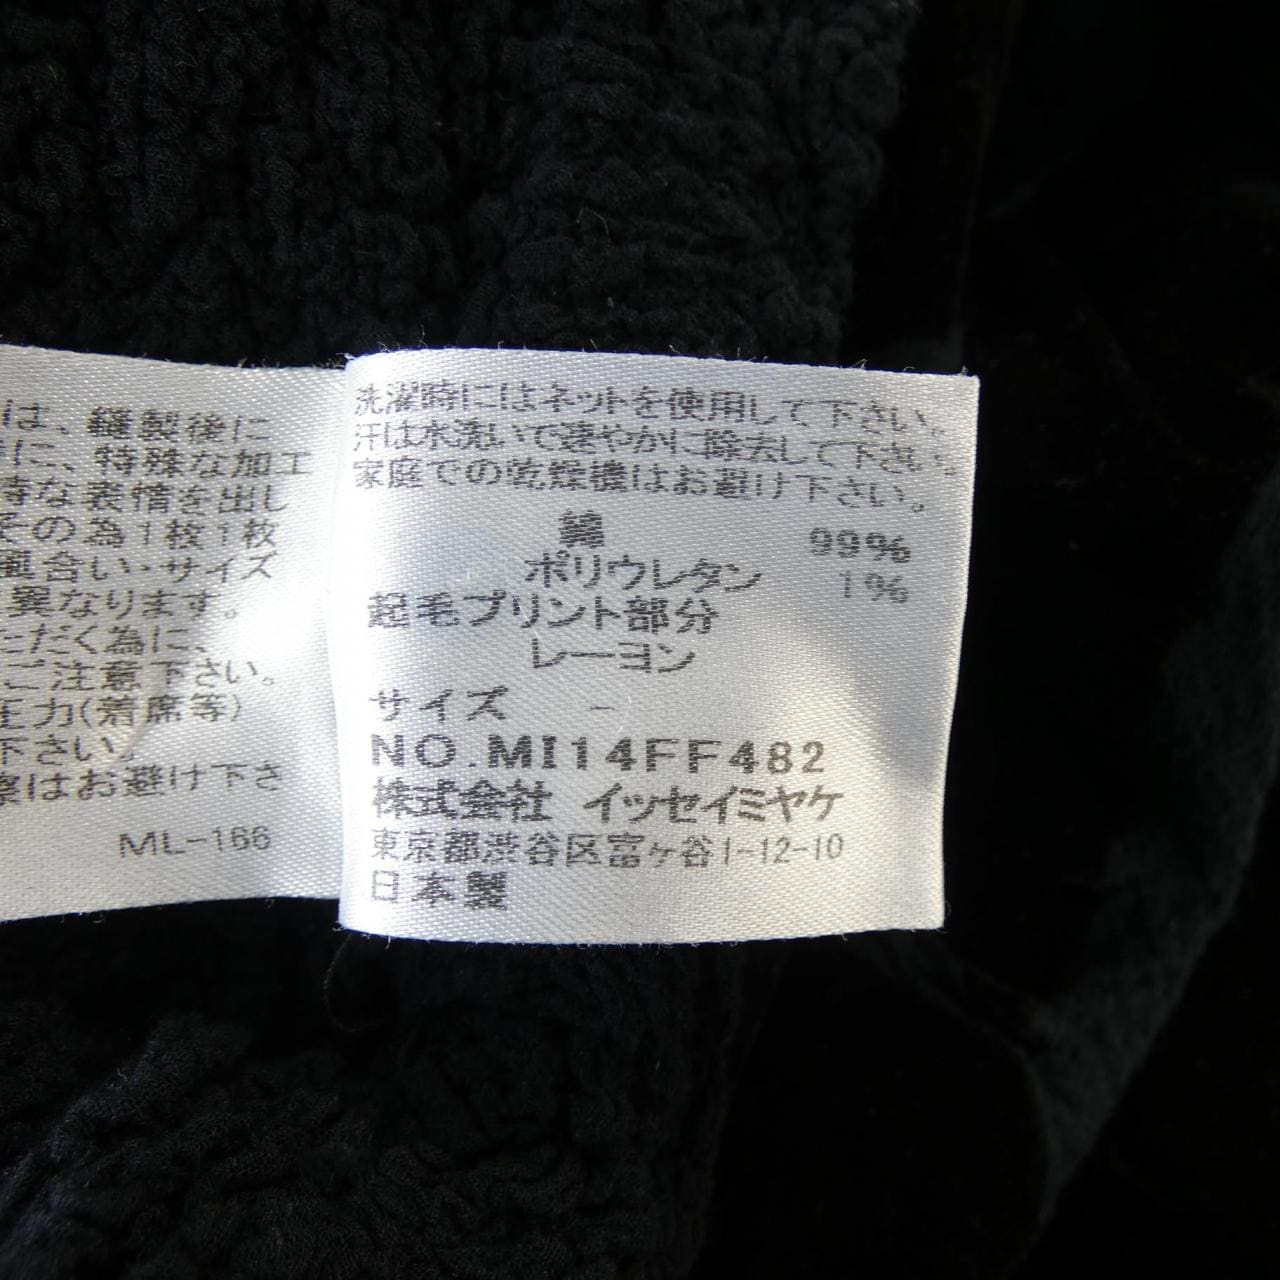 は、縫製後に
に、特殊な加工
特な表情を出し
その為1枚1枚
風合い・サイズ
異なります。
ただく為に、
ご注意下さい。
圧力(着席等)
下さい。
はお避け下さ
ML-166
洗濯時にはネットを使用して下さい。
汗は水洗いで速やかに除去して下さい。
家庭での乾燥機はお避け下さい。
綿 99%
ポリウレタン 1%
起毛プリント部分
レーヨン
サイズ -
NO.MI14FF482
株式会社 イッセイミヤケ
東京都渋谷区富ヶ谷1-12-10
日本製